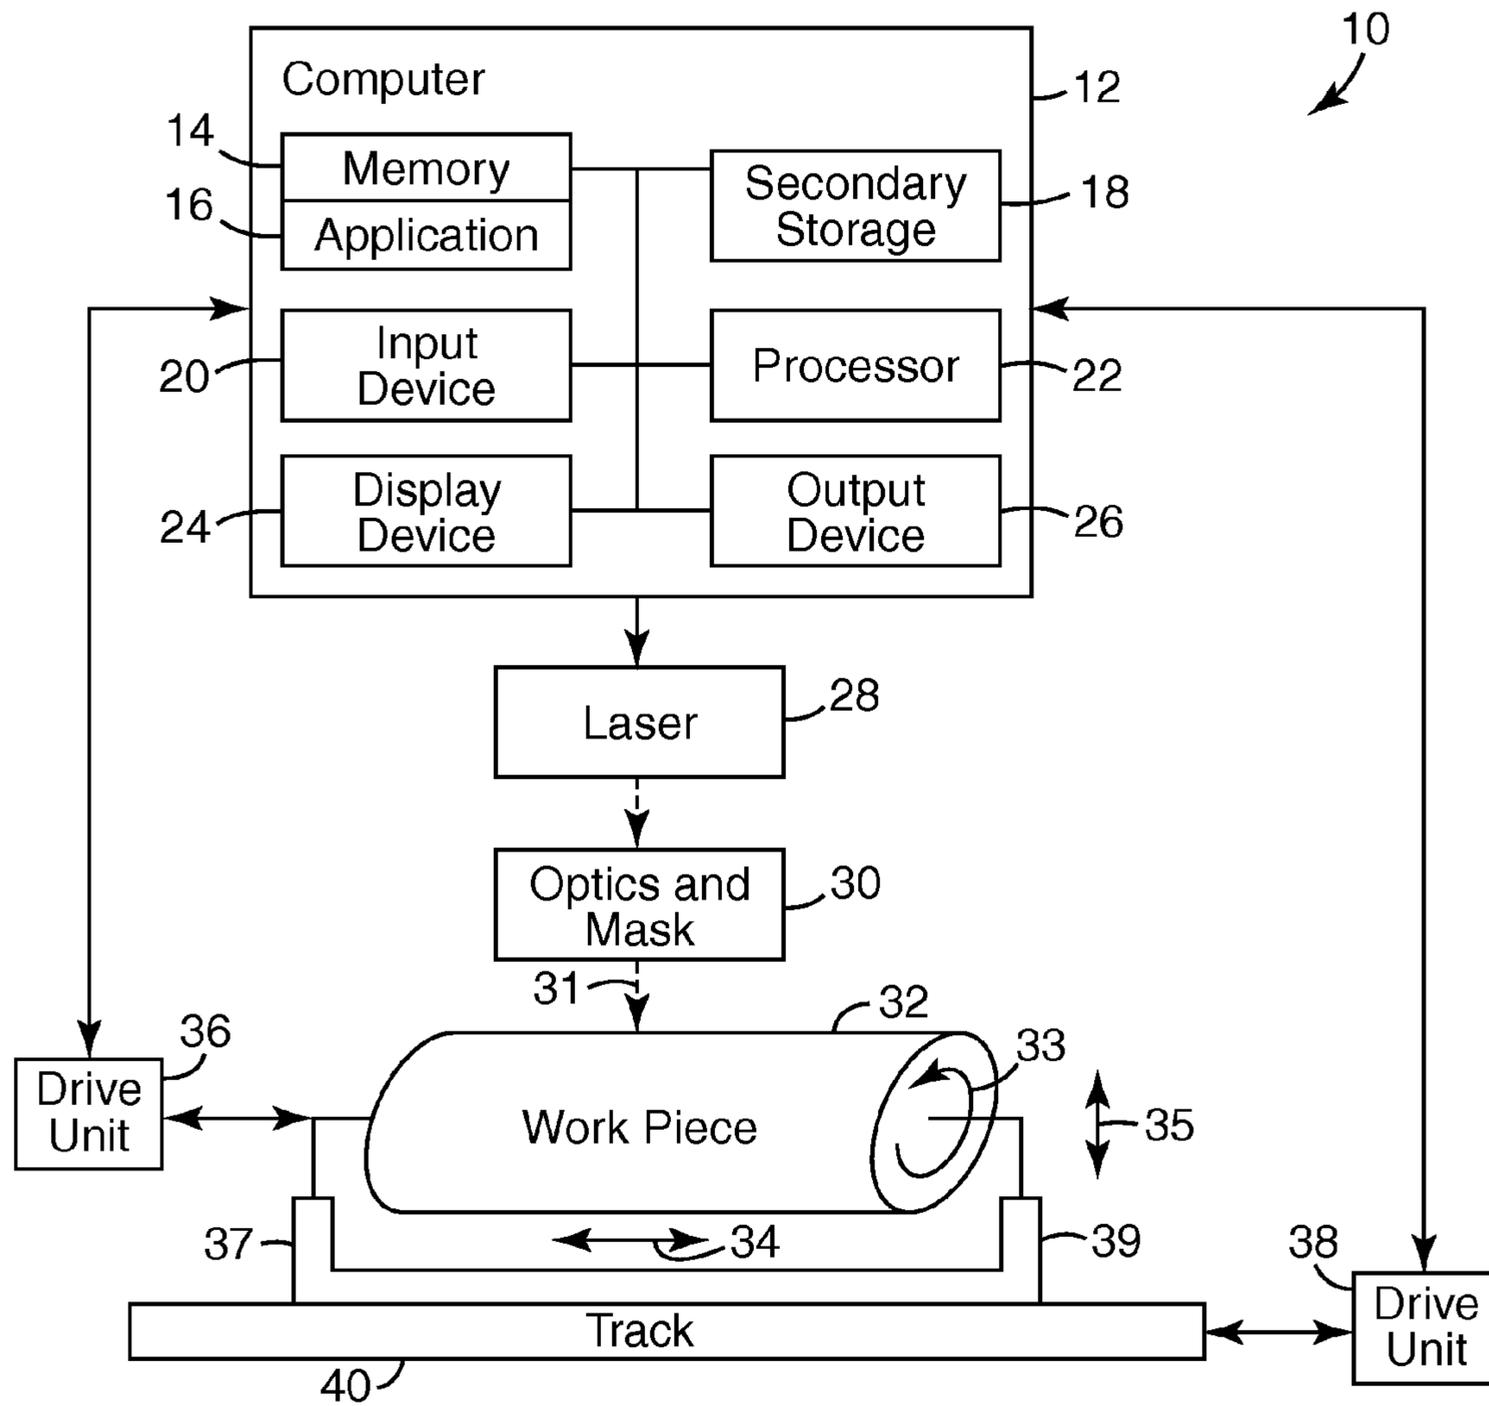 10
Computer
12
14
Memory
16
Application
Secondary
Storage
18
20
Input
Device
Processor
22
24
Display
Device
Output
Device
26
Laser
28
Optics and
Mask
30
31
32
33
36
Drive
Unit
Work Piece
35
37
34
39
38
Drive
Unit
Track
40